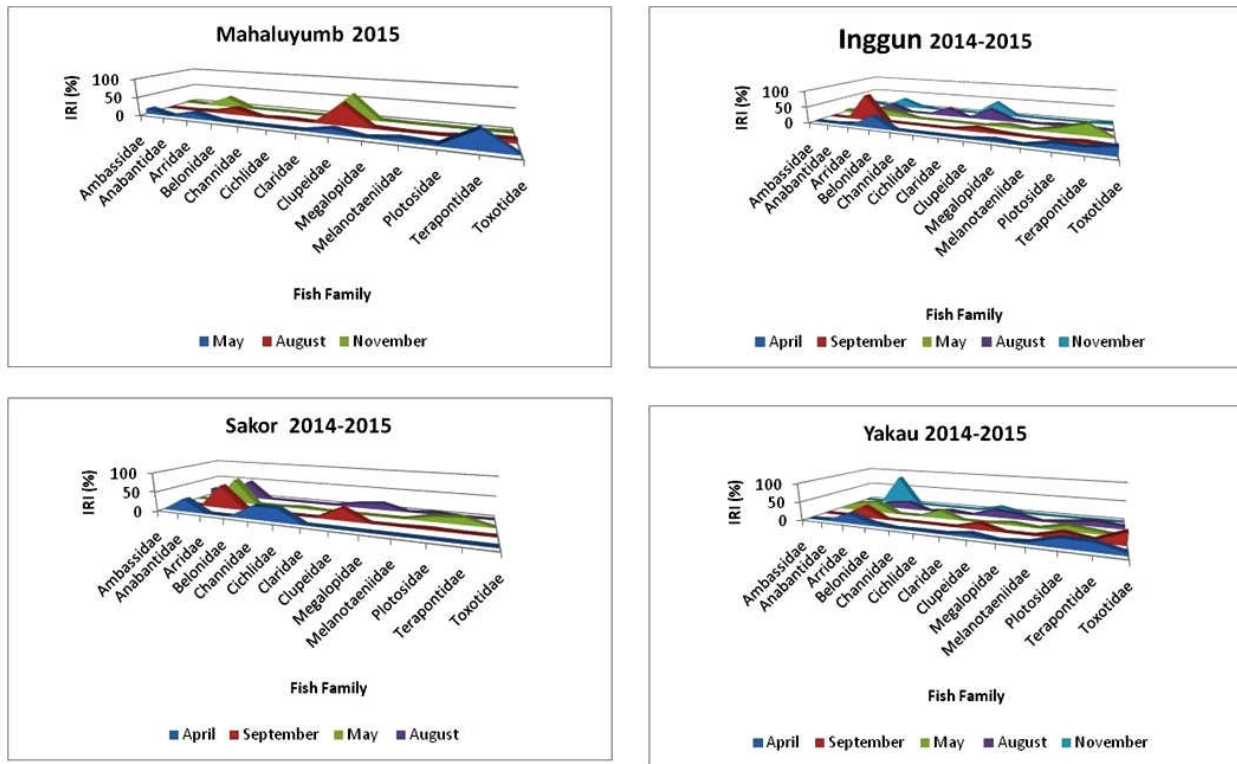 Mahaluyumb 2015
IRI (%)
100
50
0
Ambassidae
Anabantidae
Arridae
Belonidae
Channidae
Cichlidae
Claridae
Clupeidae
Megalopidae
Melanotaeniidae
Plotosidae
Terapontidae
Toxotidae
Fish Family
May August November
Inggun 2014-2015
IRI (%)
100
50
0
Ambassidae
Anabantidae
Arridae
Belonidae
Channidae
Cichlidae
Claridae
Clupeidae
Megalopidae
Melanotaeniidae
Plotosidae
Terapontidae
Toxotidae
Fish Family
April September May August November
Sakor 2014-2015
IRI (%)
100
50
0
Ambassidae
Anabantidae
Arridae
Belonidae
Channidae
Cichlidae
Claridae
Clupeidae
Megalopidae
Melanotaeniidae
Plotosidae
Terapontidae
Toxotidae
Fish Family
April September May August
Yakau 2014-2015
IRI (%)
100
50
0
Ambassidae
Anabantidae
Arridae
Belonidae
Channidae
Cichlidae
Claridae
Clupeidae
Megalopidae
Melanotaeniidae
Plotosidae
Terapontidae
Toxotidae
Fish Family
April September May August November